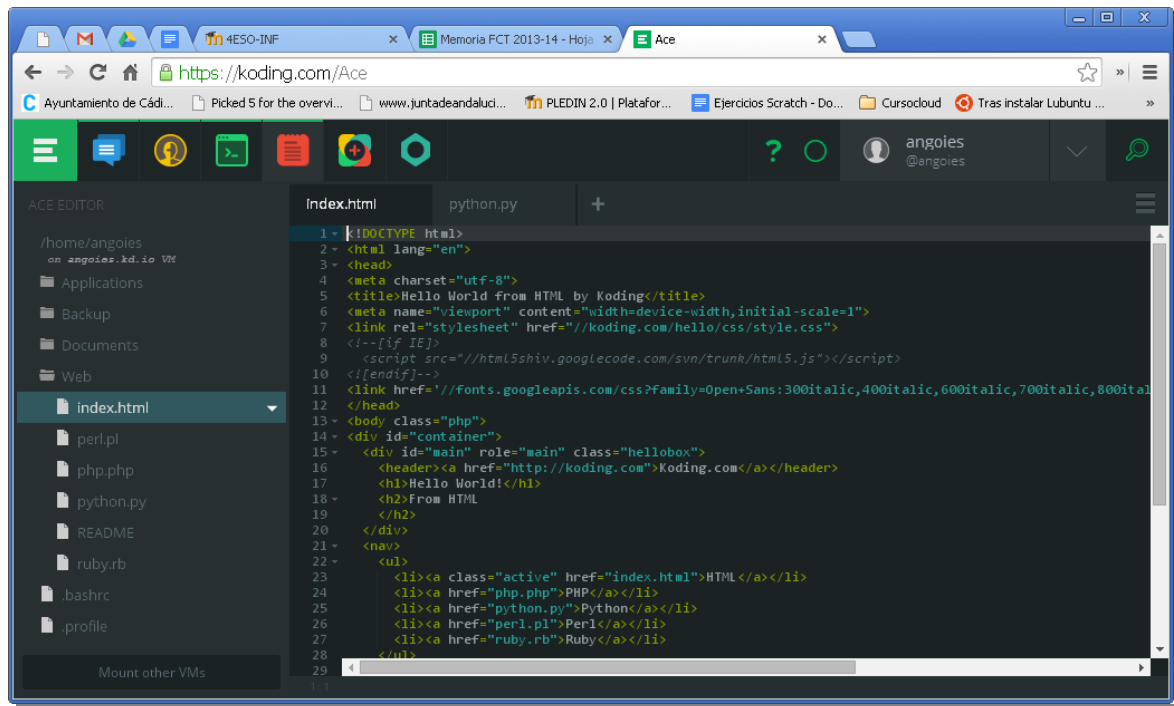 4ESO-INF
Memoria FCT 2013-14 - Hoja
Ace
https://koding.com/Ace
Ayuntamiento de Cádi...
Picked 5 for the overvi...
www.juntadeandaluci...
PLEDIN 2.0 | Platafor...
Ejercicios Scratch - Do...
Cursocloud
Tras instalar Lubuntu ...
»
?
angoies
@angoies
ACE EDITOR
/home/angoies
on angoies.kd.io VM
Applications
Backup
Documents
Web
index.html
perl.pl
php.php
python.py
README
ruby.rb
.bashrc
.profile
Mount other VMs
index.html
python.py
+
1 <!DOCTYPE html>
2 <html lang="en">
3 <head>
4 <meta charset="utf-8">
5 <title>Hello World from HTML by Koding</title>
6 <meta name="viewport" content="width=device-width,initial-scale=1">
7 <link rel="stylesheet" href="//koding.com/hello/css/style.css">
8 <!--[if IE]>
9 <script src="//html5shiv.googlecode.com/svn/trunk/html5.js"></script>
10 <![endif]-->
11 <link href='//fonts.googleapis.com/css?family=Open+Sans:300italic,400italic,600italic,700italic,800ital
12 </head>
13 <body class="php">
14 <div id="container">
15 <div id="main" role="main" class="hellobox">
16 <header><a href="http://koding.com">Koding.com</a></header>
17 <h1>Hello World!</h1>
18 <h2>From HTML
19 </h2>
20 </div>
21 <nav>
22 <ul>
23 <li><a class="active" href="index.html">HTML</a></li>
24 <li><a href="php.php">PHP</a></li>
25 <li><a href="python.py">Python</a></li>
26 <li><a href="perl.pl">Perl</a></li>
27 <li><a href="ruby.rb">Ruby</a></li>
28 </ul>
29
1:1